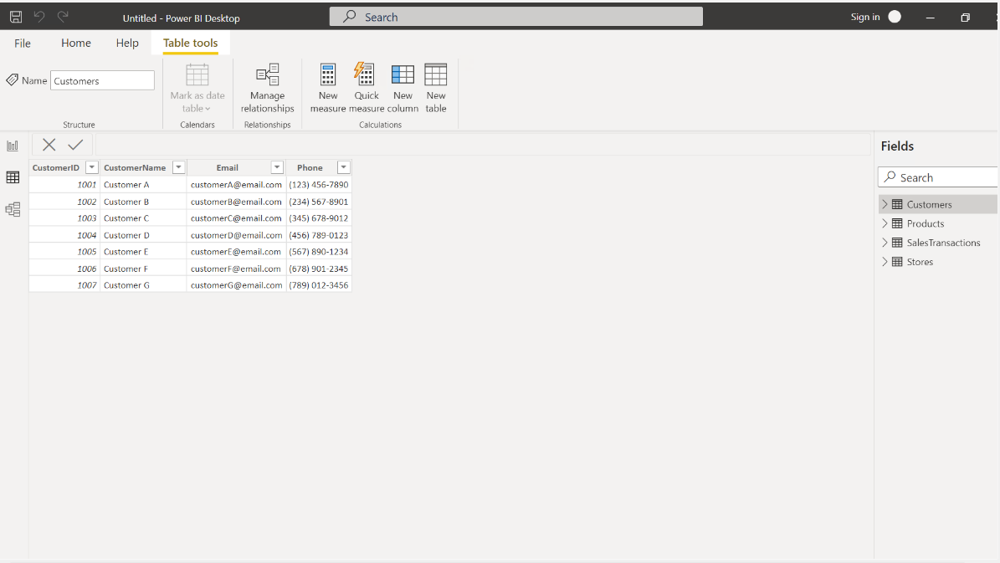 Untitled - Power BI Desktop
Search
Sign in
File Home Help Table tools
Name Customers
Structure
Mark as date table
Calendars
Manage relationships
Relationships
New measure
Quick measure
New column
New table
Calculations
CustomerID CustomerName Email Phone
1001 Customer A customerA@email.com (123) 456-7890
1002 Customer B customerB@email.com (234) 567-8901
1003 Customer C customerC@email.com (345) 678-9012
1004 Customer D customerD@email.com (456) 789-0123
1005 Customer E customerE@email.com (567) 890-1234
1006 Customer F customerF@email.com (678) 901-2345
1007 Customer G customerG@email.com (789) 012-3456
Fields
Search
Customers
Products
SalesTransactions
Stores